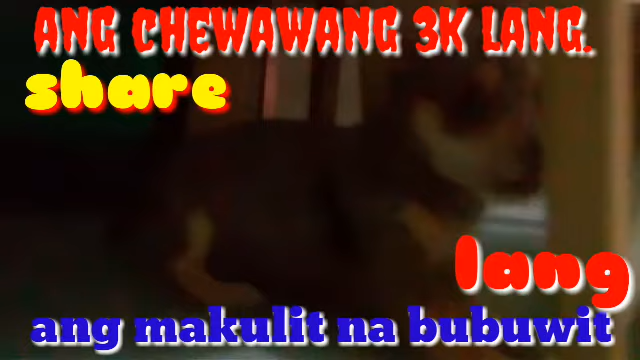 ANG CHEWAWANG 3K LANG.
share
lang
ang makulit na bubuwit